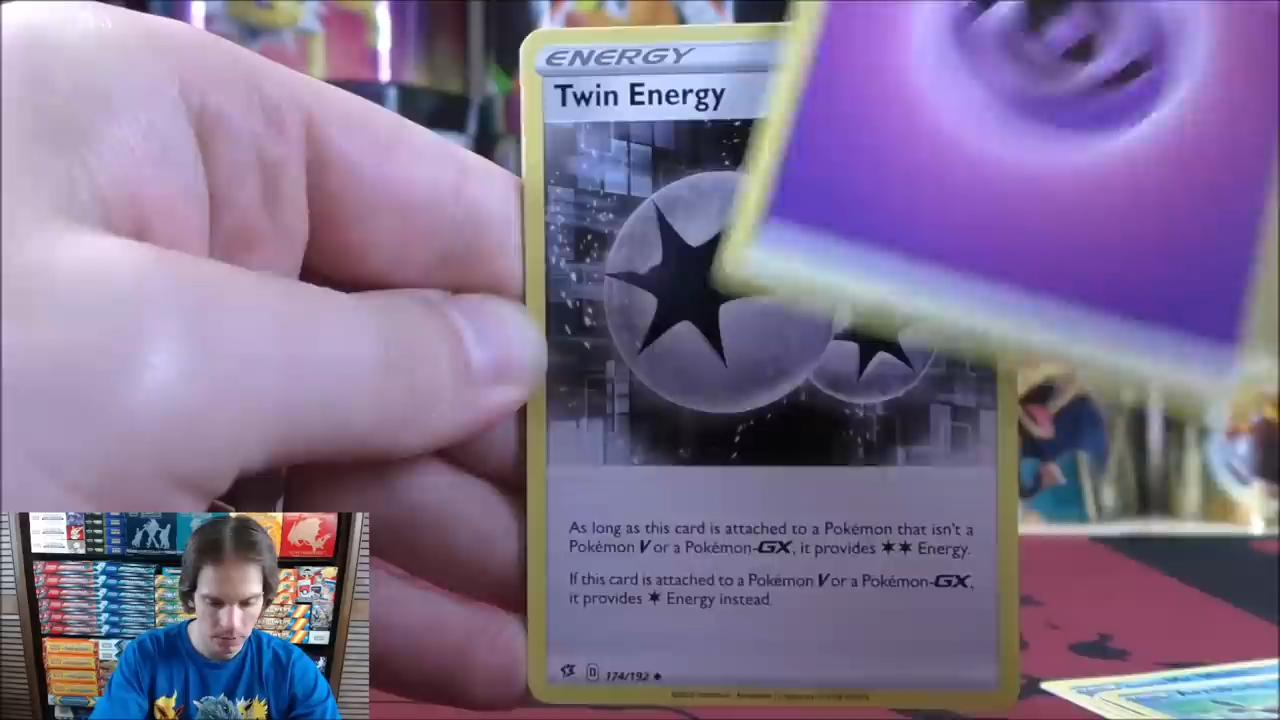 ENERGY
Twin Energy
As long as this card is attached to a Pokémon that isn't a
Pokémon V or a Pokémon-GX, it provides ✶✶ Energy.
If this card is attached to a Pokémon V or a Pokémon-GX,
it provides ✶ Energy instead.
D 174/192 ◆